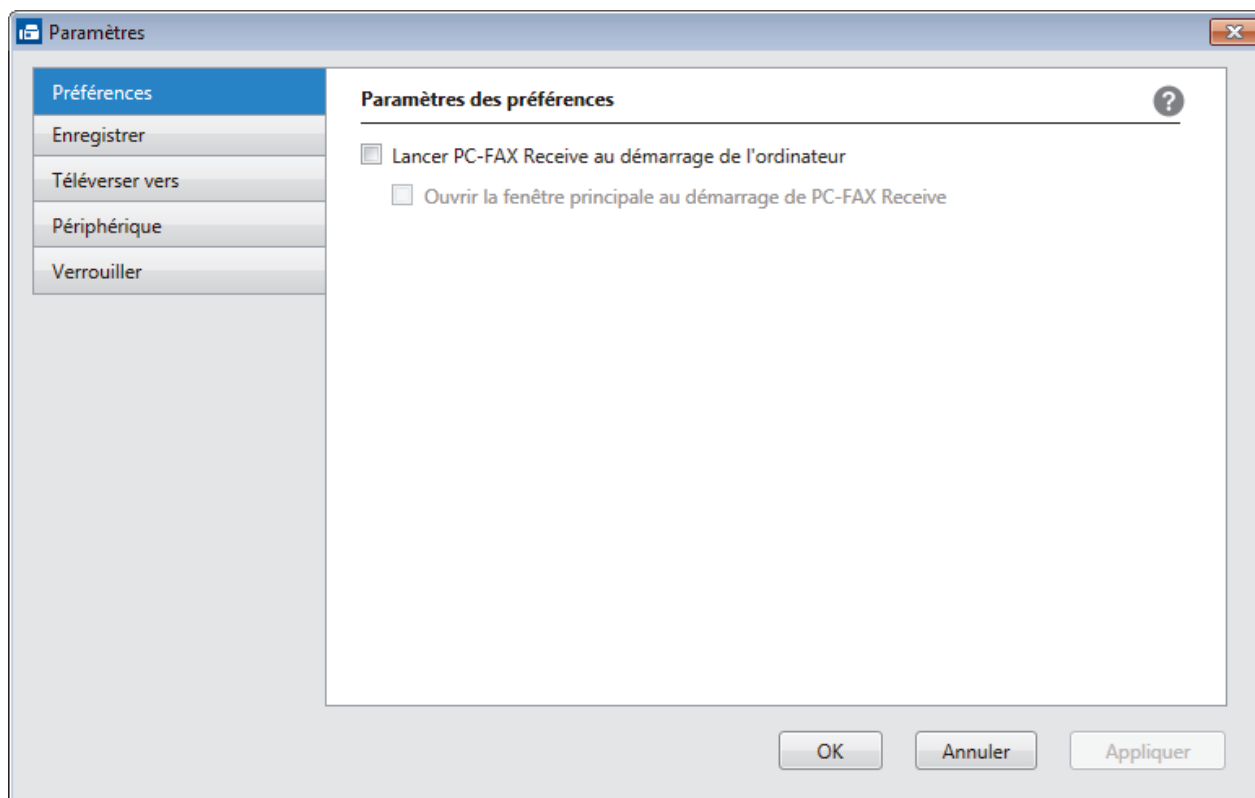 Paramètres
Préférences
Enregistrer
Téléverser vers
Périphérique
Verrouiller
Paramètres des préférences
?
Lancer PC-FAX Receive au démarrage de l'ordinateur
Ouvrir la fenêtre principale au démarrage de PC-FAX Receive
OK
Annuler
Appliquer